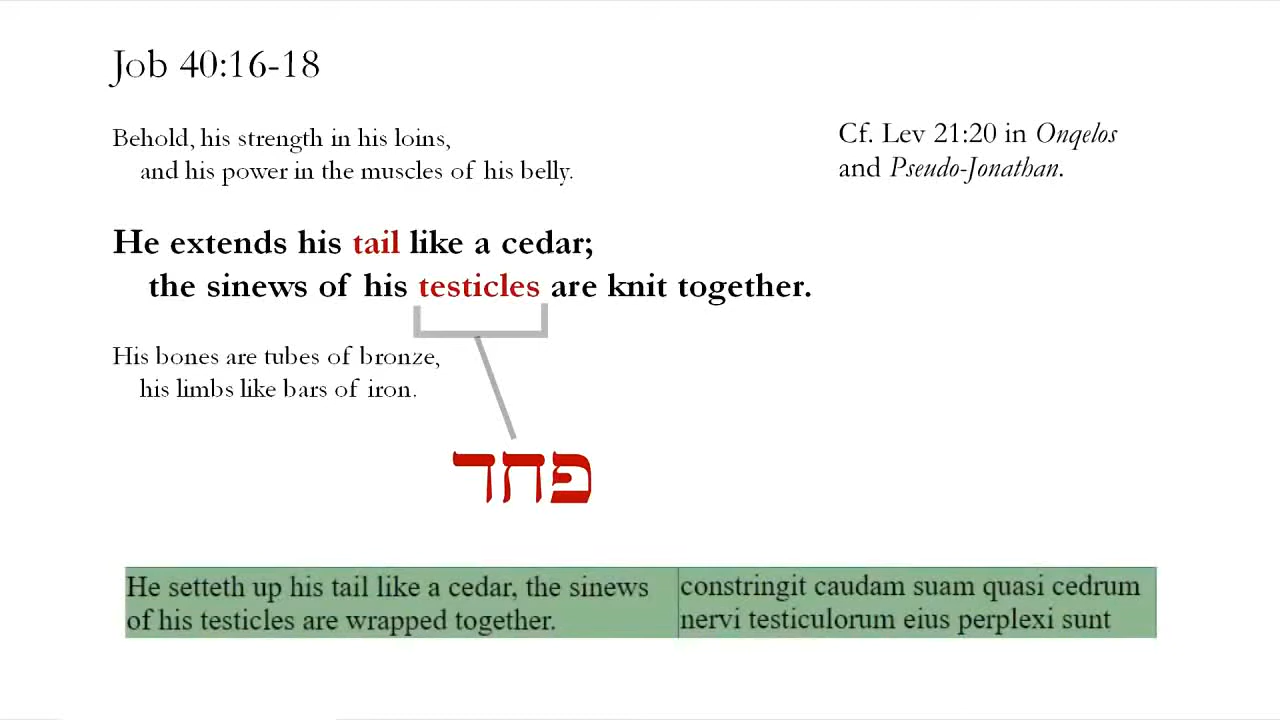 Job 40:16-18
Behold, his strength in his loins,
and his power in the muscles of his belly.
Cf. Lev 21:20 in Onqelos
and Pseudo-Jonathan.
He extends his tail like a cedar;
the sinews of his testicles are knit together.
His bones are tubes of bronze,
his limbs like bars of iron.
פּחד
He setteth up his tail like a cedar, the sinews
of his testicles are wrapped together.
constringit caudam suam quasi cedrum
nervi testiculorum eius perplexi sunt